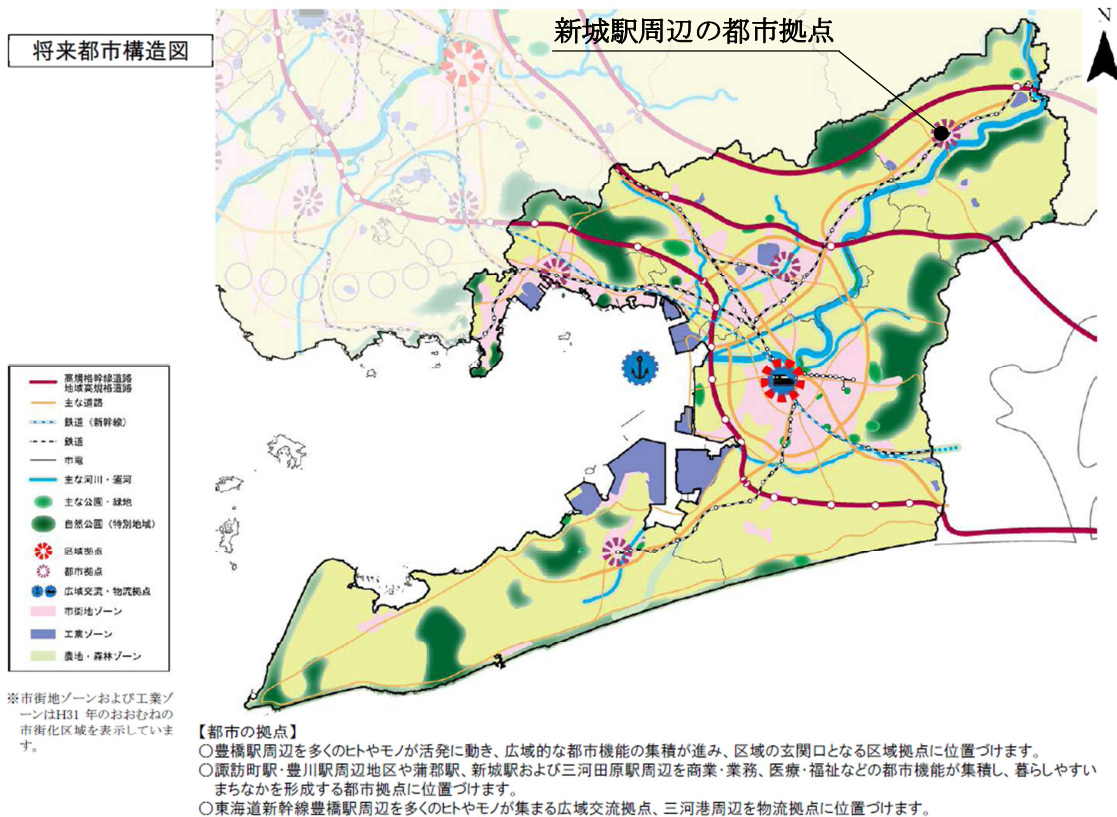 新城駅周辺の都市拠点
N
将来都市構造図
高規格幹線道路
地域高規格道路
主な道路
鉄道（新幹線）
鉄道
市電
主な河川・運河
主な公園・緑地
自然公園（特別地域）
区域拠点
都市拠点
広域交流・物流拠点
市街地ゾーン
工業ゾーン
農地・森林ゾーン
※市街地ゾーンおよび工業ゾ
ーンはH31 年のおおむねの
市街化区域を表示していま
す。
【都市の拠点】
○豊橋駅周辺を多くのヒトやモノが活発に動き、広域的な都市機能の集積が進み、区域の玄関口となる区域拠点に位置づけます。
○諏訪町駅・豊川駅周辺地区や蒲郡駅、新城駅および三河田原駅周辺を商業・業務、医療・福祉などの都市機能が集積し、暮らしやすい
まちなかを形成する都市拠点に位置づけます。
○東海道新幹線豊橋駅周辺を多くのヒトやモノが集まる広域交流拠点、三河港周辺を物流拠点に位置づけます。